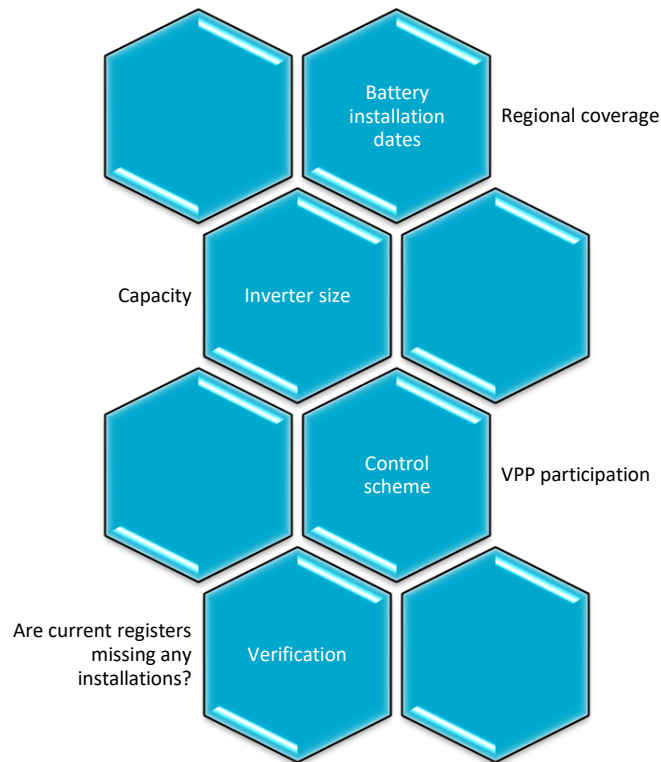 Battery
installation
dates
Regional coverage
Capacity
Inverter size
Control
scheme
VPP participation
Are current registers
missing any
installations?
Verification